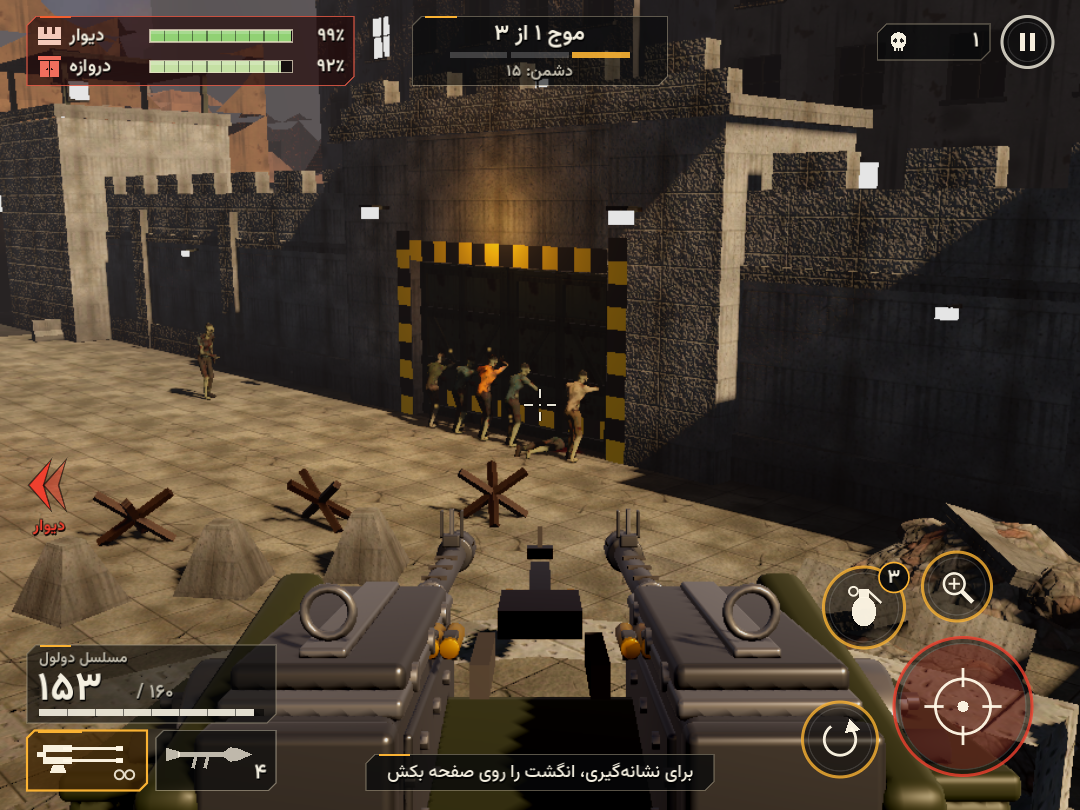 دیوار ۹۹٪
دروازه ۹۲٪
موج ۱ از ۳
دشمن: ۱۵
۱
دیوار
۳
مسلسل دولول
۱۵۳ / ۱۶۰
∞
۴
برای نشانه‌گیری، انگشت را روی صفحه بکش